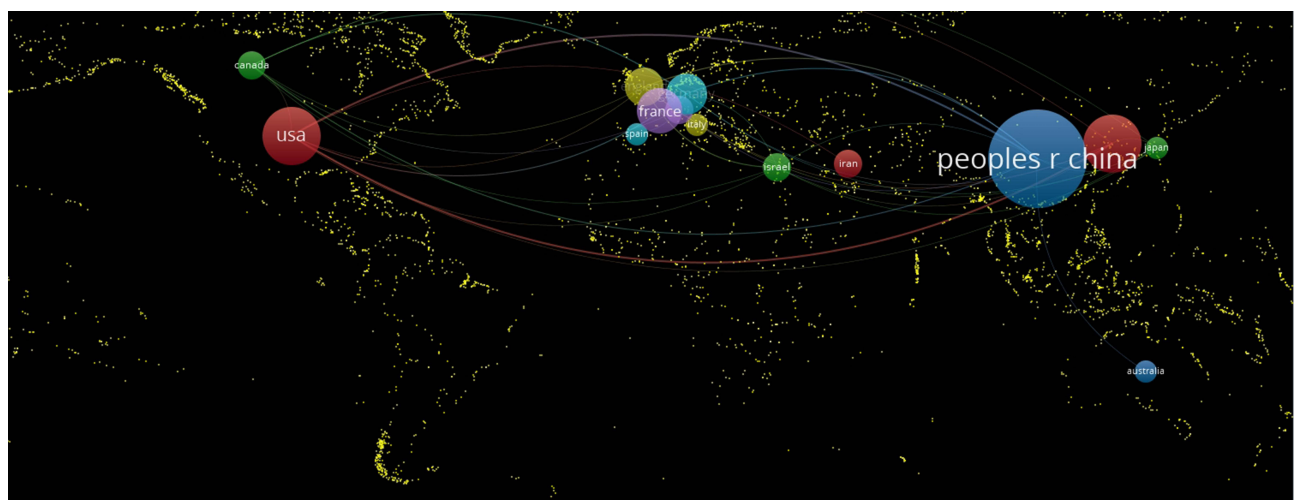 canada
usa
france
italy
spain
israel
iran
peoples r china
japan
australia